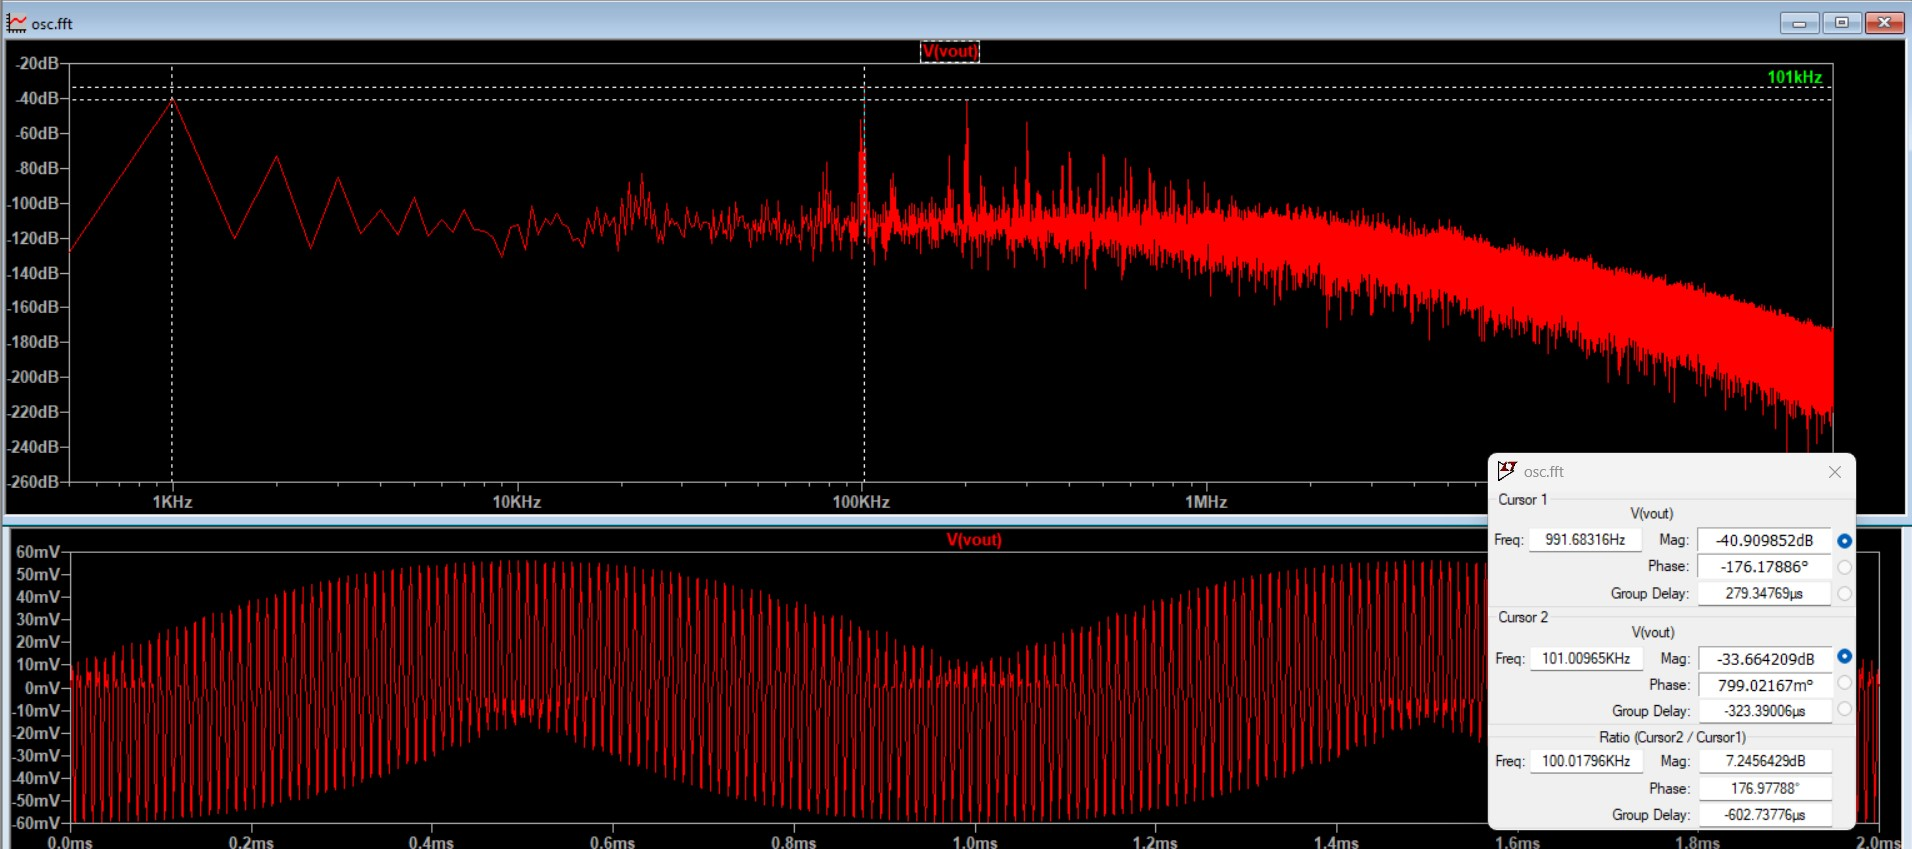 osc.fft
V(vout)
101kHz
-20dB
-40dB
-60dB
-80dB
-100dB
-120dB
-140dB
-160dB
-180dB
-200dB
-220dB
-240dB
-260dB
1KHz 10KHz 100KHz 1MHz
V(vout)
60mV
50mV
40mV
30mV
20mV
10mV
0mV
-10mV
-20mV
-30mV
-40mV
-50mV
-60mV
0.0ms 0.2ms 0.4ms 0.6ms 0.8ms 1.0ms 1.2ms 1.4ms 1.6ms 1.8ms 2.0ms
osc.fft
Cursor 1
V(vout)
Freq: 991.68316Hz Mag: -40.909852dB
Phase: -176.17886°
Group Delay: 279.34769µs
Cursor 2
V(vout)
Freq: 101.00965KHz Mag: -33.664209dB
Phase: 799.02167m°
Group Delay: -323.39006µs
Ratio (Cursor2 / Cursor1)
Freq: 100.01796KHz Mag: 7.2456429dB
Phase: 176.97788°
Group Delay: -602.73776µs